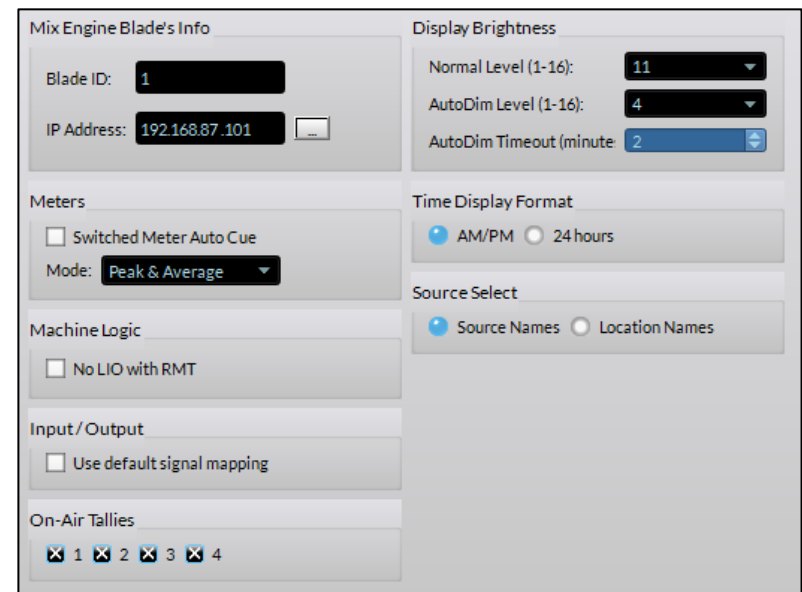 Mix Engine Blade's Info
Blade ID: 1
IP Address: 192.168.87.101 ...
Meters
Switched Meter Auto Cue
Mode: Peak & Average
Machine Logic
No LIO with RMT
Input / Output
Use default signal mapping
On-Air Tallies
1 2 3 4
Display Brightness
Normal Level (1-16): 11
AutoDim Level (1-16): 4
AutoDim Timeout (minute 2
Time Display Format
AM/PM 24 hours
Source Select
Source Names Location Names